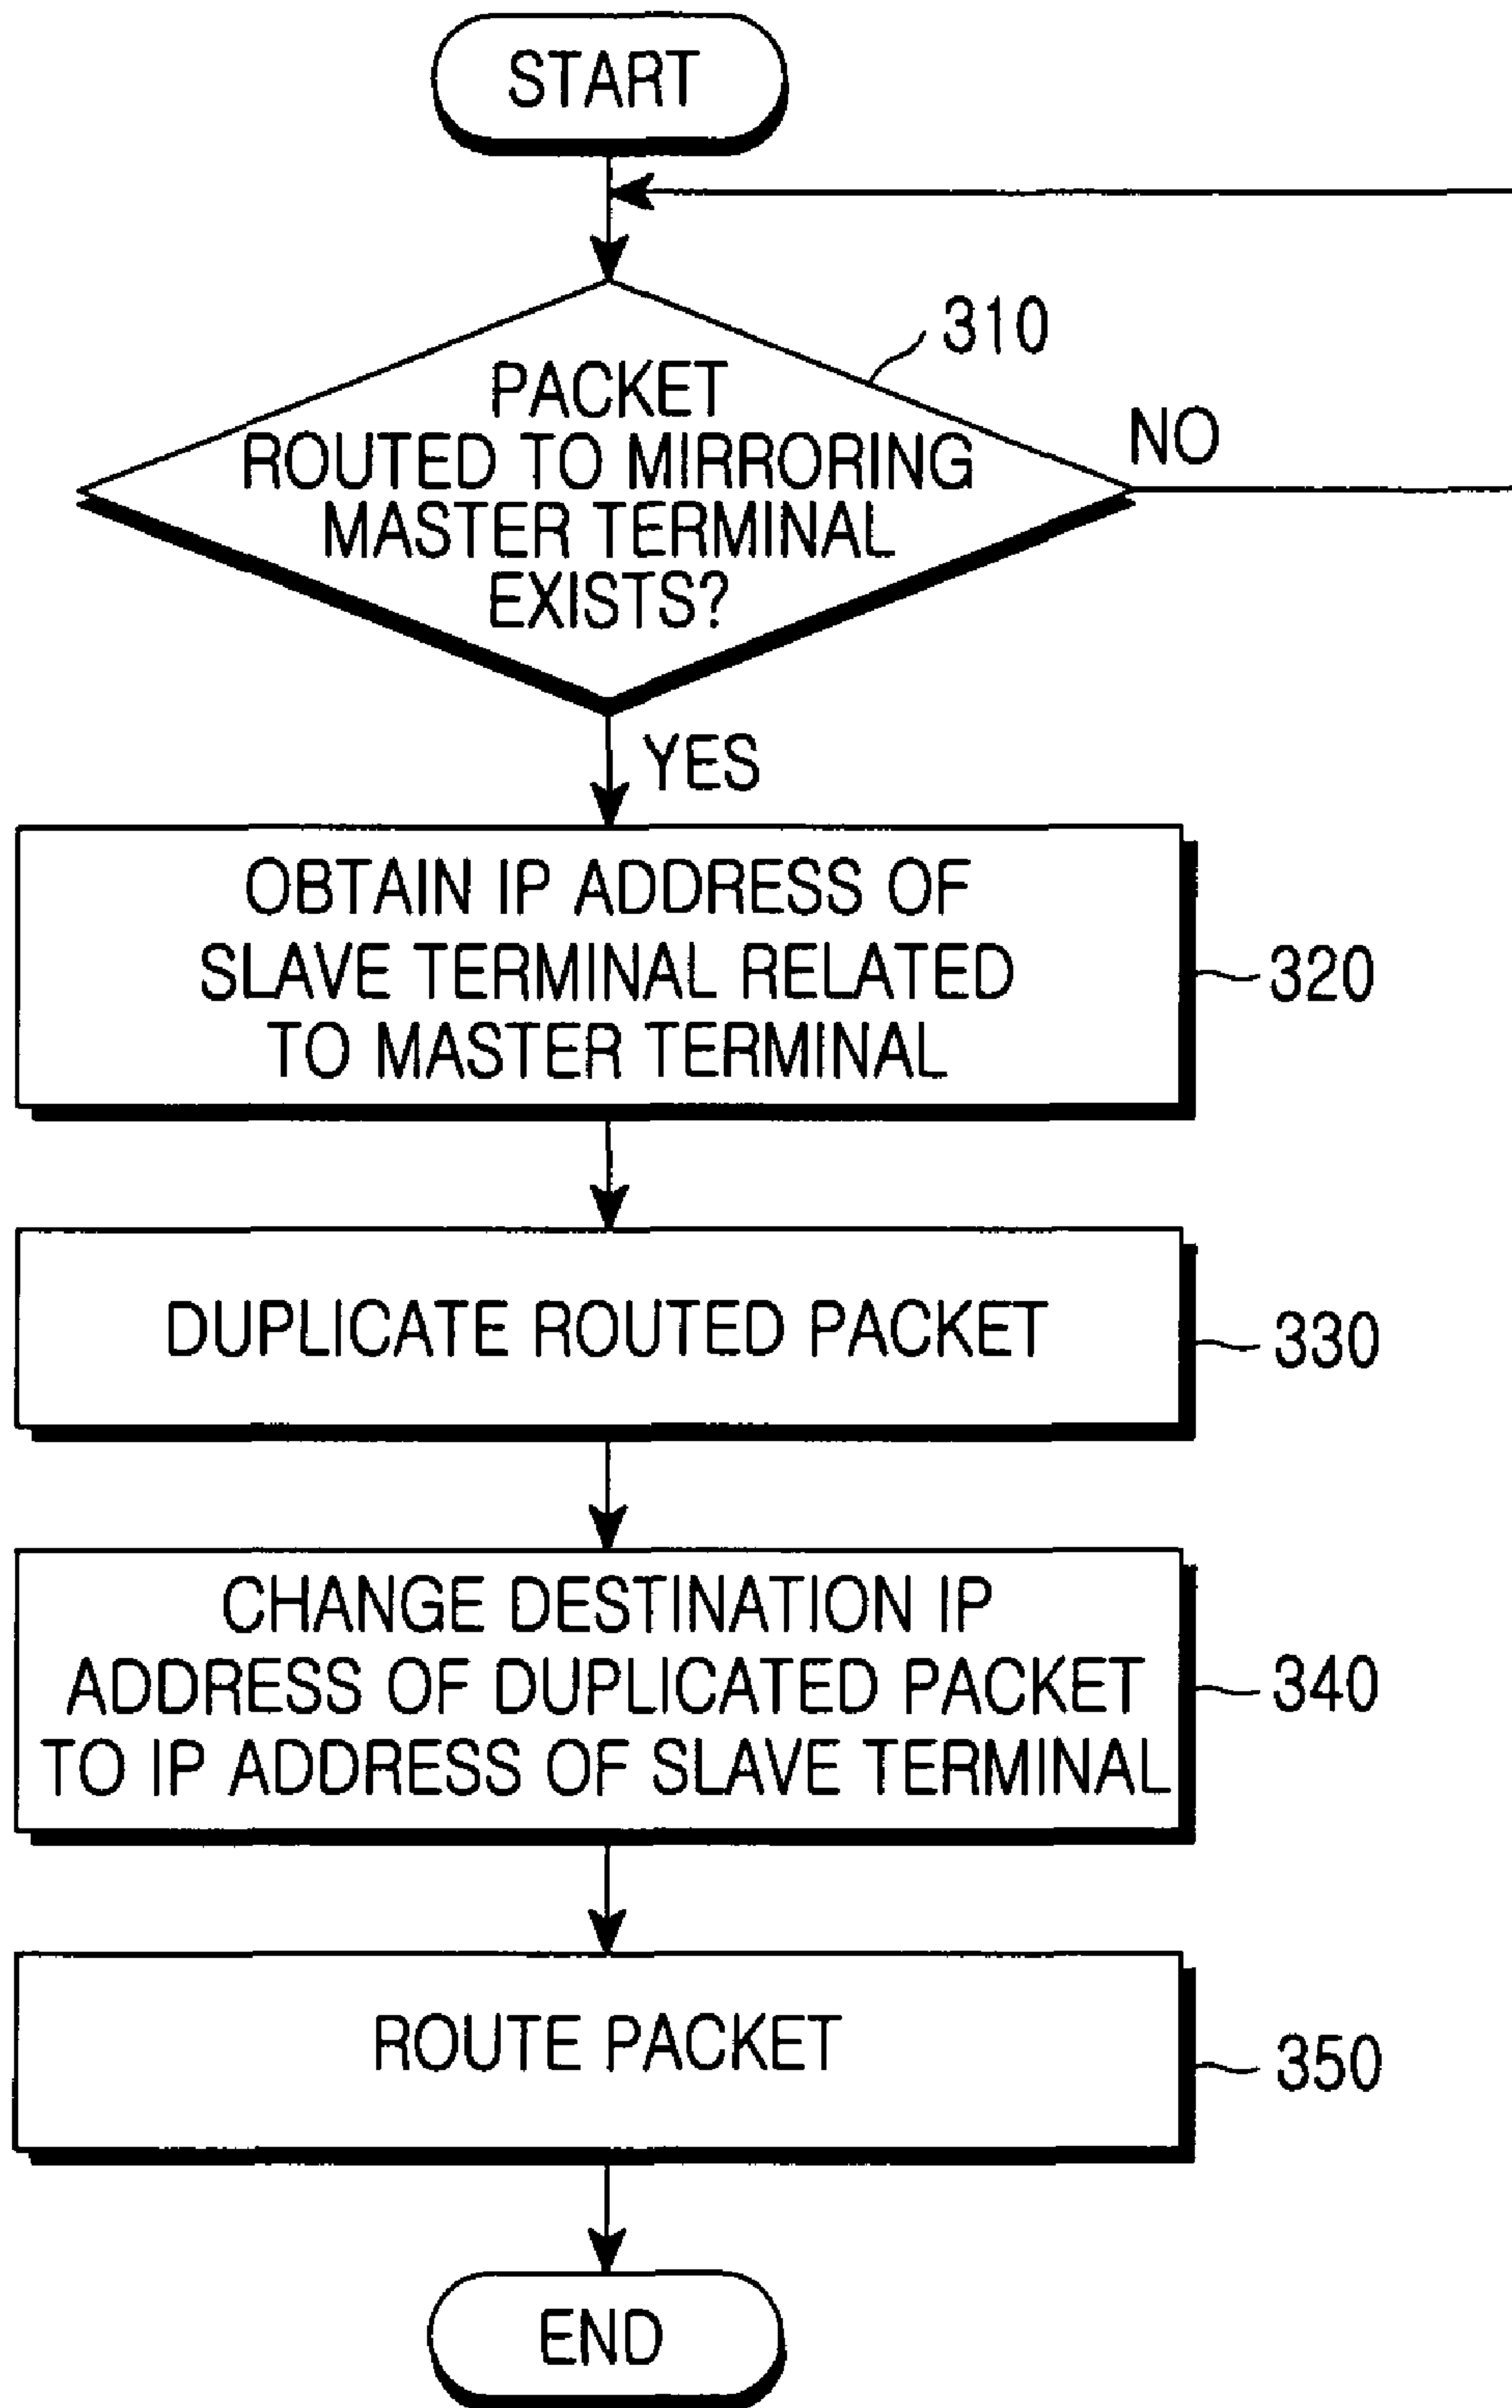 START
310
PACKET
ROUTED TO MIRRORING
MASTER TERMINAL
EXISTS?
NO
YES
OBTAIN IP ADDRESS OF
SLAVE TERMINAL RELATED
TO MASTER TERMINAL
320
DUPLICATE ROUTED PACKET
330
CHANGE DESTINATION IP
ADDRESS OF DUPLICATED PACKET
TO IP ADDRESS OF SLAVE TERMINAL
340
ROUTE PACKET
350
END